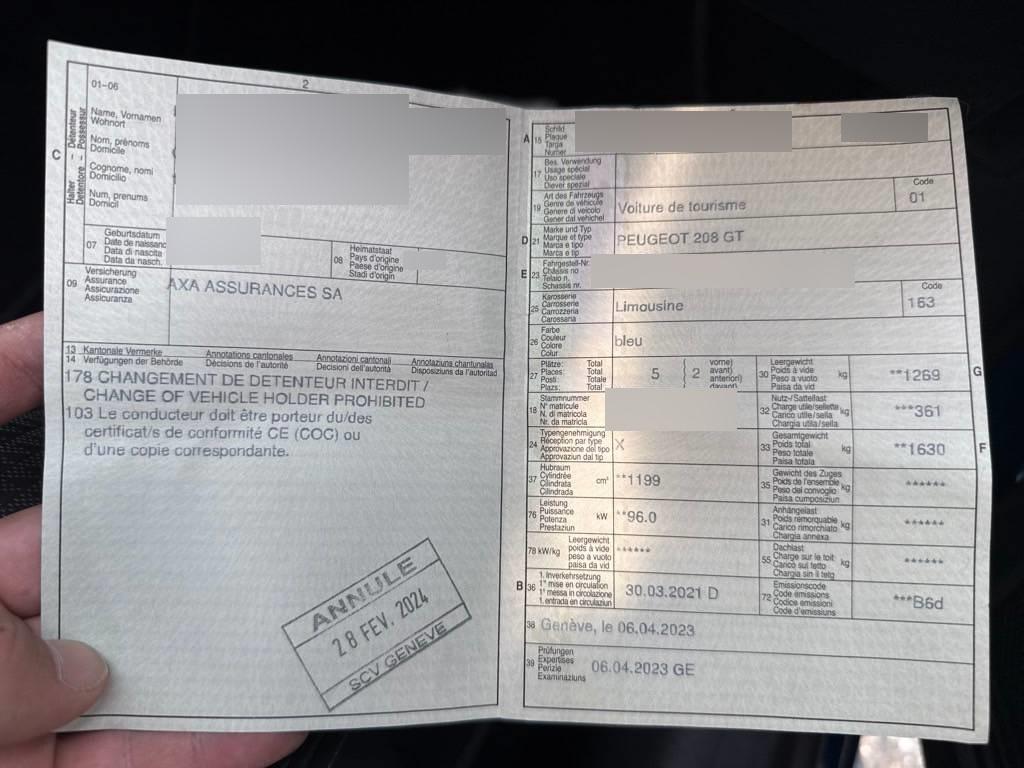 01-06
2
C
Halter - Détenteur
Detentore - Possessur
Name, Vornamen
Wohnort
Nom, prénoms
Domicile
Cognome, nomi
Domicilio
Num, prenums
Domicil
07
Geburtsdatum
Date de naissanc
Data di nascita
Data da nasch.
08
Heimatstaat
Pays d'origine
Paese d'origine
Stadi d'origin
09
Versicherung
Assurance
Assicurazione
Assicuranza
AXA ASSURANCES SA
13 Kantonale Vermerke Annotations cantonales Annotazioni cantonali Annotaziuns chantunalas
14 Verfügungen der Behörde Décisions de l'autorité Decisioni dell'autorità Disposiziuns da l'autoritad
178 CHANGEMENT DE DETENTEUR INTERDIT /
CHANGE OF VEHICLE HOLDER PROHIBITED
103 Le conducteur doit être porteur du/des
certificat/s de conformité CE (COC) ou
d'une copie correspondante.
ANNULE
28 FEV. 2024
SCV GENEVE
A 15
Schild
Plaque
Targa
Numer
17
Bes. Verwendung
Usage spécial
Uso speciale
Diever spezial
19
Art des Fahrzeugs
Genre de véhicule
Genere di veicolo
Gener dal vehichel
Voiture de tourisme
Code
01
D 21
Marke und Typ
Marque et type
Marca e tipo
Marca e tip
PEUGEOT 208 GT
E 23
Fahrgestell-Nr.
Châssis no
Telaio n.
Schassis nr.
25
Karosserie
Carrosserie
Carrozzeria
Carossaria
Limousine
Code
163
26
Farbe
Couleur
Colore
Colur
bleu
27
Plätze: Total
Places: Total
Posti: Totale
Plazs: Total
5
2
vorne)
avant)
anteriori)
davant)
G
30
Leergewicht
Poids à vide
Peso a vuoto
Paisa da vid
kg
**1269
18
Stammnummer
N° matricule
N. di matricola
Nr. da matricla
32
Nutz-/Sattellast
Charge utile/sellette
Carico utile/sella
Chargia utila/sella
kg
***361
24
Typengenehmigung
Réception par type
Approvazione del tipo
Approvaziun dal tip
X
33
Gesamtgewicht
Poids total
Peso totale
Paisa totala
kg
**1630
F
37
Hubraum
Cylindrée
Cilindrata
Cilindrada
cm³
**1199
35
Gewicht des Zuges
Poids de l'ensemble
Peso del convoglio
Paisa cumposiziun
kg
******
76
Leistung
Puissance
Potenza
Prestaziun
kW
**96.0
31
Anhängelast
Poids remorquable
Carico rimorchiato
Chargia annexa
kg
******
78 kW/kg
Leergewicht
poids à vide
peso a vuoto
paisa da vid
******
55
Dachlast
Charge sur le toit
Carico sul tetto
Chargia sin il tetg
kg
******
B 36
1. Inverkehrsetzung
1re mise en circulation
1a messa in circolazione
1. entrada en circulaziun
30.03.2021 D
72
Emissionscode
Code émissions
Codice emissioni
Code d'emissiuns
***B6d
38
Genève, le 06.04.2023
39
Prüfungen
Expertises
Perizie
Examinaziuns
06.04.2023 GE